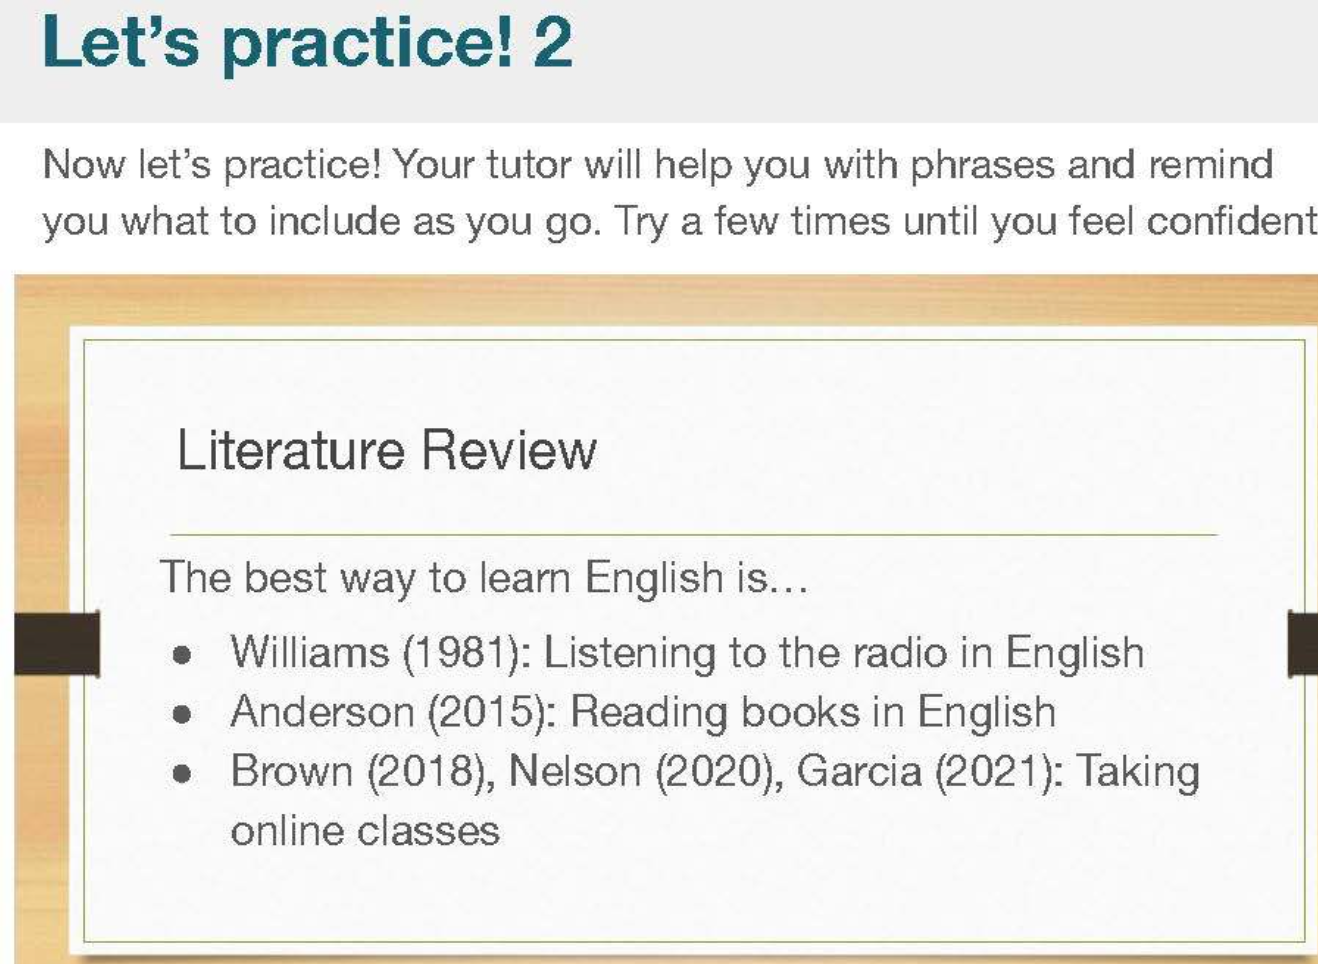 Let's practice! 2
Now let's practice! Your tutor will help you with phrases and remind
you what to include as you go. Try a few times until you feel confident
Literature Review
The best way to learn English is...
● Williams (1981): Listening to the radio in English
● Anderson (2015): Reading books in English
● Brown (2018), Nelson (2020), Garcia (2021): Taking
online classes